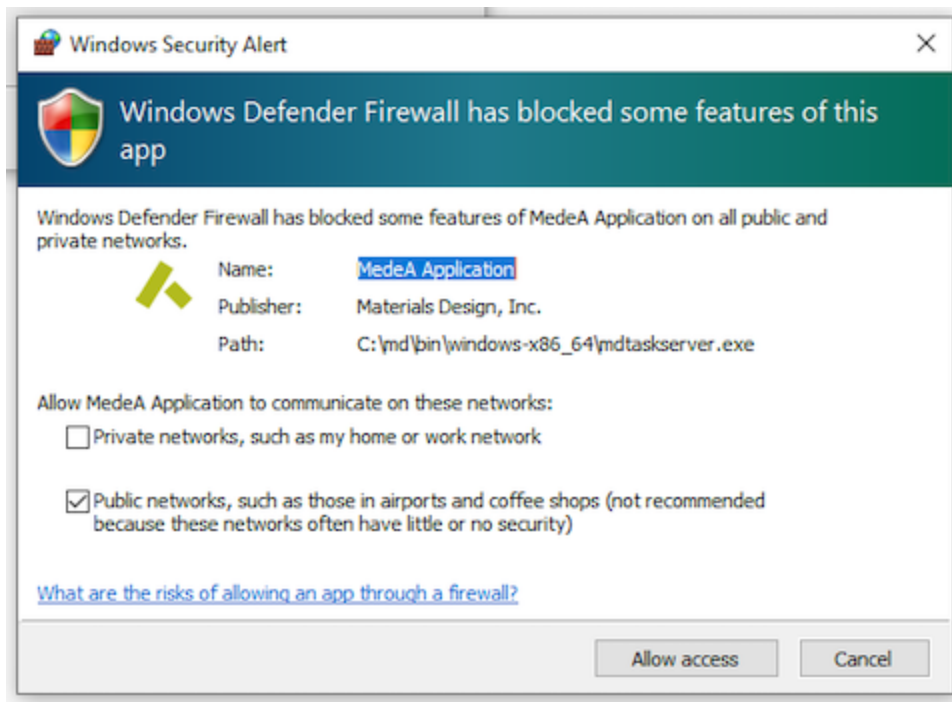 Windows Security Alert
Windows Defender Firewall has blocked some features of this
app
Windows Defender Firewall has blocked some features of MedeA Application on all public and
private networks.
Name: MedeA Application
Publisher: Materials Design, Inc.
Path: C:\md\bin\windows-x86_64\mdtaskserver.exe
Allow MedeA Application to communicate on these networks:
Private networks, such as my home or work network
Public networks, such as those in airports and coffee shops (not recommended
because these networks often have little or no security)
What are the risks of allowing an app through a firewall?
Allow access Cancel